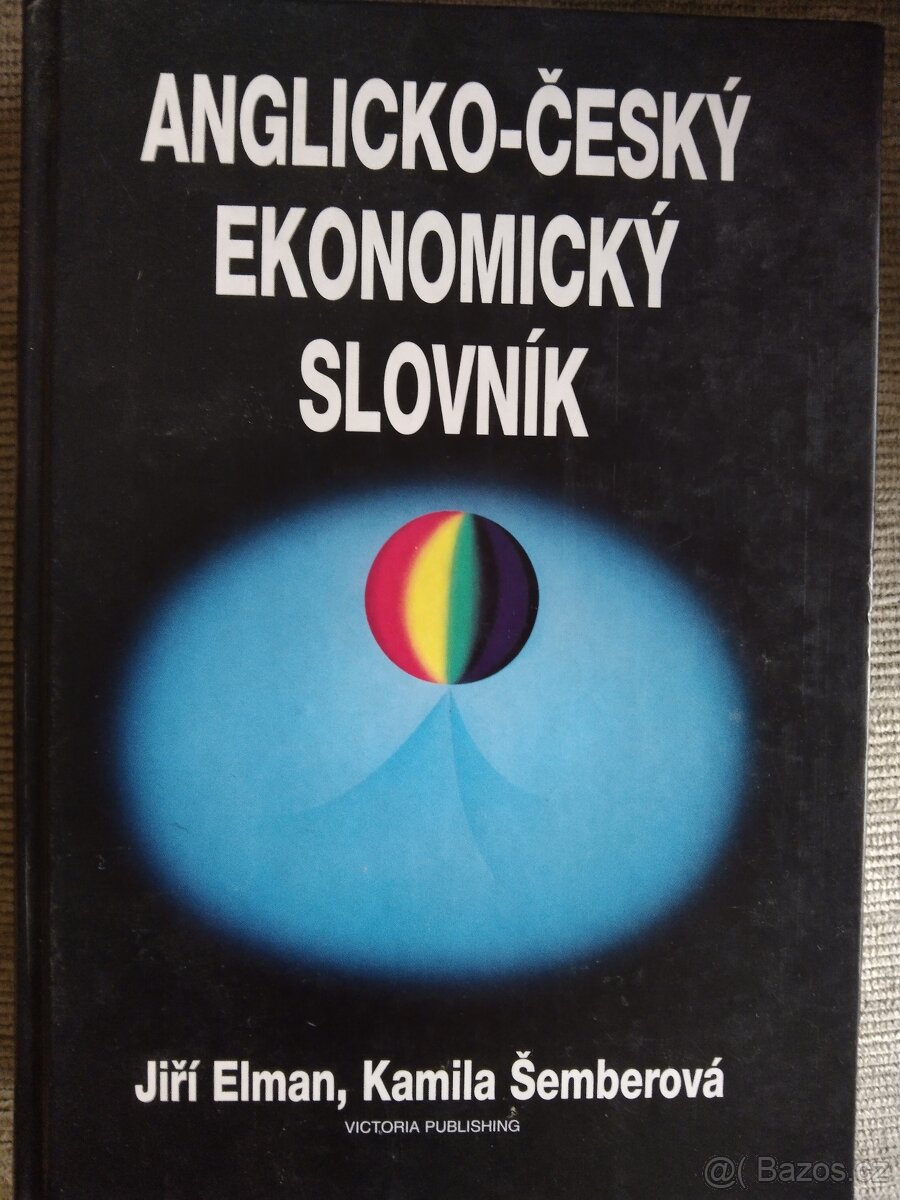 ANGLICKO-ČESKÝ
EKONOMICKÝ
SLOVNÍK
Jiří Elman, Kamila Šemberová
VICTORIA PUBLISHING
@( Bazos.cz